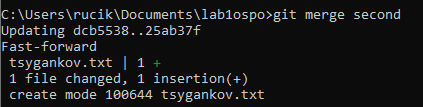 C:\Users\rucik\Documents\lab1ospo>git merge second
Updating dcb5538..25ab37f
Fast-forward
 tsygankov.txt | 1 +
 1 file changed, 1 insertion(+)
 create mode 100644 tsygankov.txt